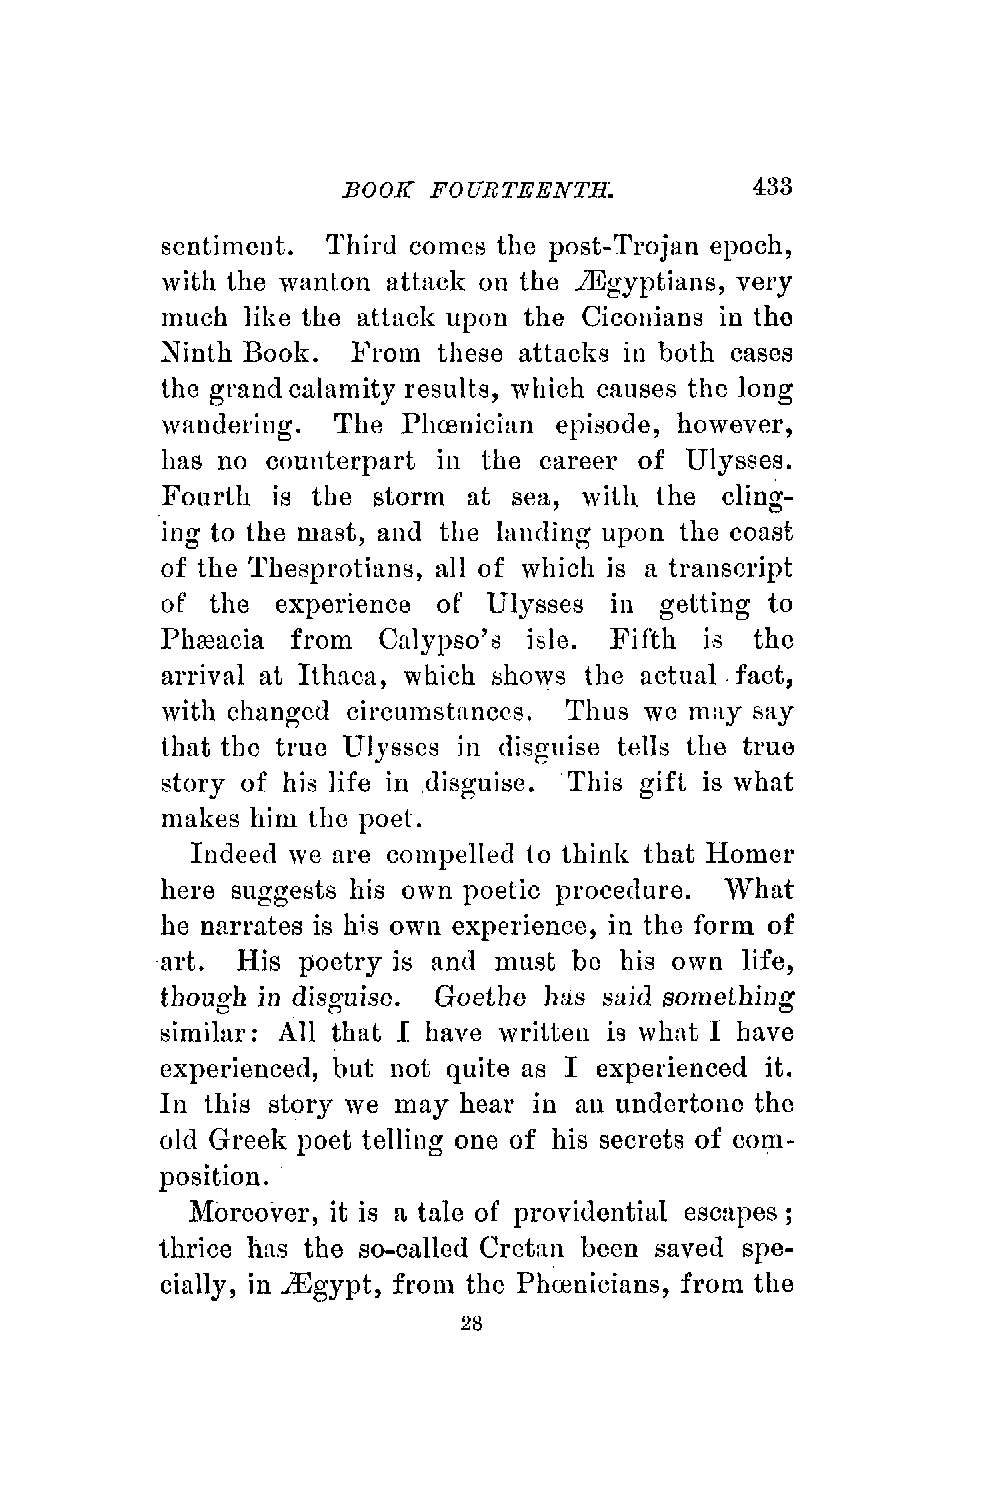 BOOK FOURTEENTH. 433
sentiment. Third comes the post-Trojan epoch,
with the wanton attack on the Ægyptians, very
much like the attack upon the Ciconians in the
Ninth Book. From these attacks in both cases
the grand calamity results, which causes the long
wandering. The Phœnician episode, however,
has no counterpart in the career of Ulysses.
Fourth is the storm at sea, with the cling-
ing to the mast, and the landing upon the coast
of the Thesprotians, all of which is a transcript
of the experience of Ulysses in getting to
Phæacia from Calypso's isle. Fifth is the
arrival at Ithaca, which shows the actual fact,
with changed circumstances. Thus we may say
that the true Ulysses in disguise tells the true
story of his life in disguise. This gift is what
makes him the poet.
Indeed we are compelled to think that Homer
here suggests his own poetic procedure. What
he narrates is his own experience, in the form of
art. His poetry is and must be his own life,
though in disguise. Goethe has said something
similar: All that I have written is what I have
experienced, but not quite as I experienced it.
In this story we may hear in an undertone the
old Greek poet telling one of his secrets of com-
position.
Moreover, it is a tale of providential escapes;
thrice has the so-called Cretan been saved spe-
cially, in Ægypt, from the Phœnicians, from the
28